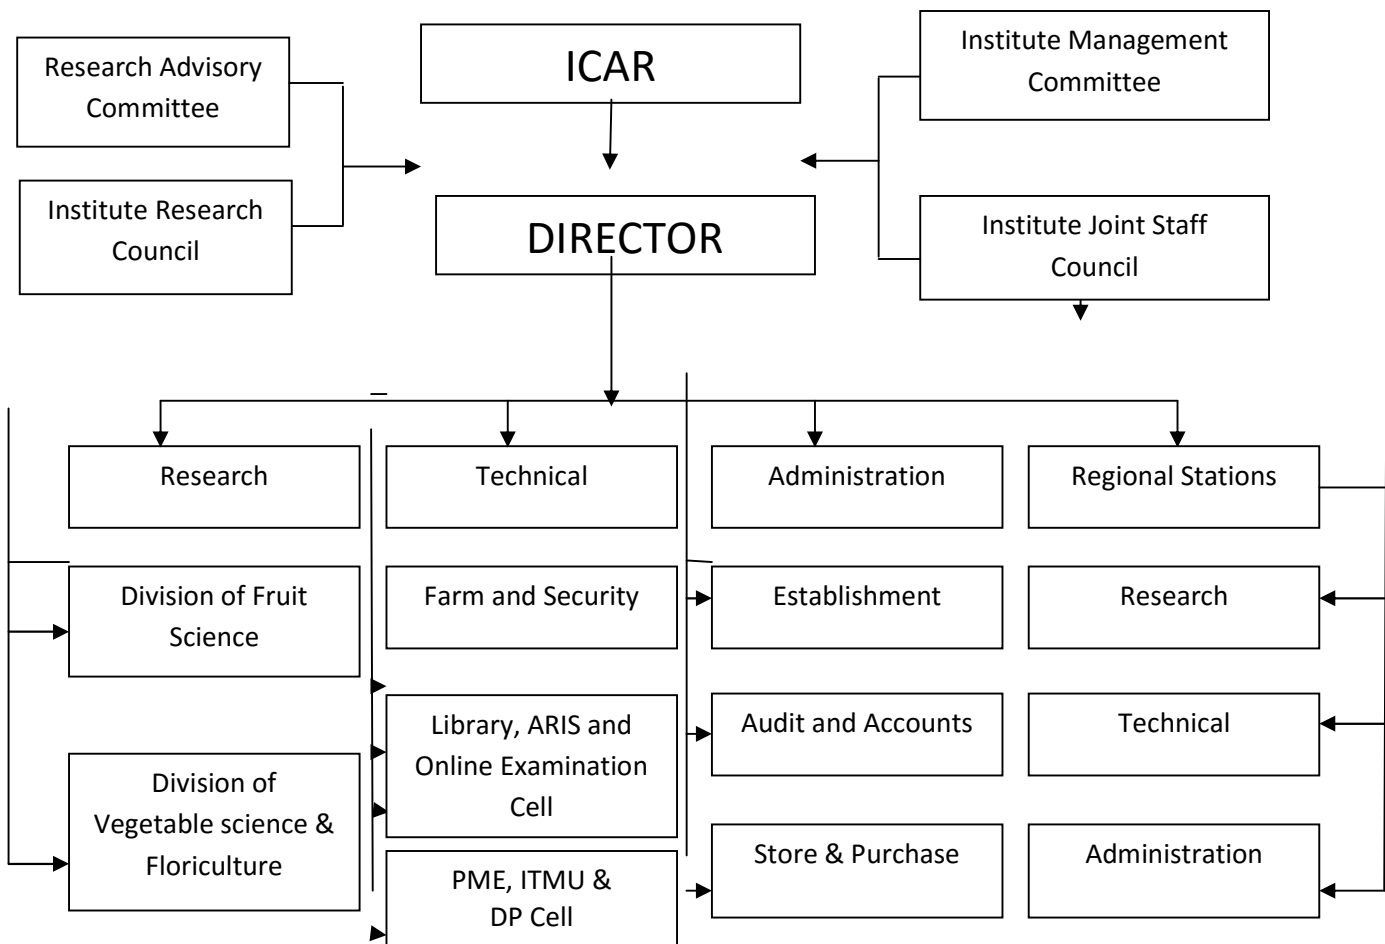 Research Advisory
Committee
ICAR
Institute Management
Committee
Institute Research
Council
DIRECTOR
Institute Joint Staff
Council
Research
Technical
Administration
Regional Stations
Division of Fruit
Science
Farm and Security
Establishment
Research
Library, ARIS and
Online Examination
Cell
Audit and Accounts
Technical
Division of
Vegetable science &
Floriculture
PME, ITMU &
DP Cell
Store & Purchase
Administration